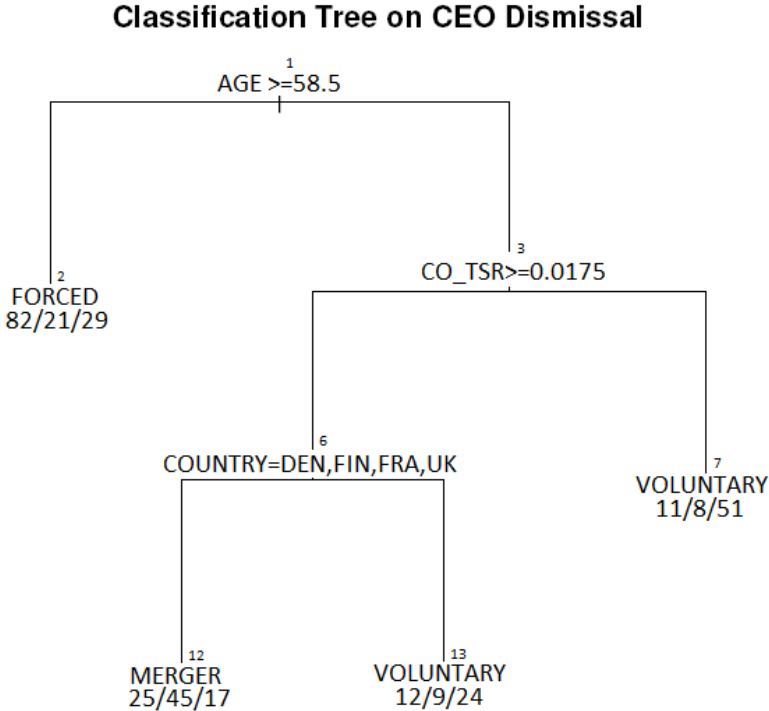 Classification Tree on CEO Dismissal
1
AGE >=58.5
3
CO_TSR>=0.0175
2
FORCED
82/21/29
6
COUNTRY=DEN,FIN,FRA,UK
7
VOLUNTARY
11/8/51
12
MERGER
25/45/17
13
VOLUNTARY
12/9/24